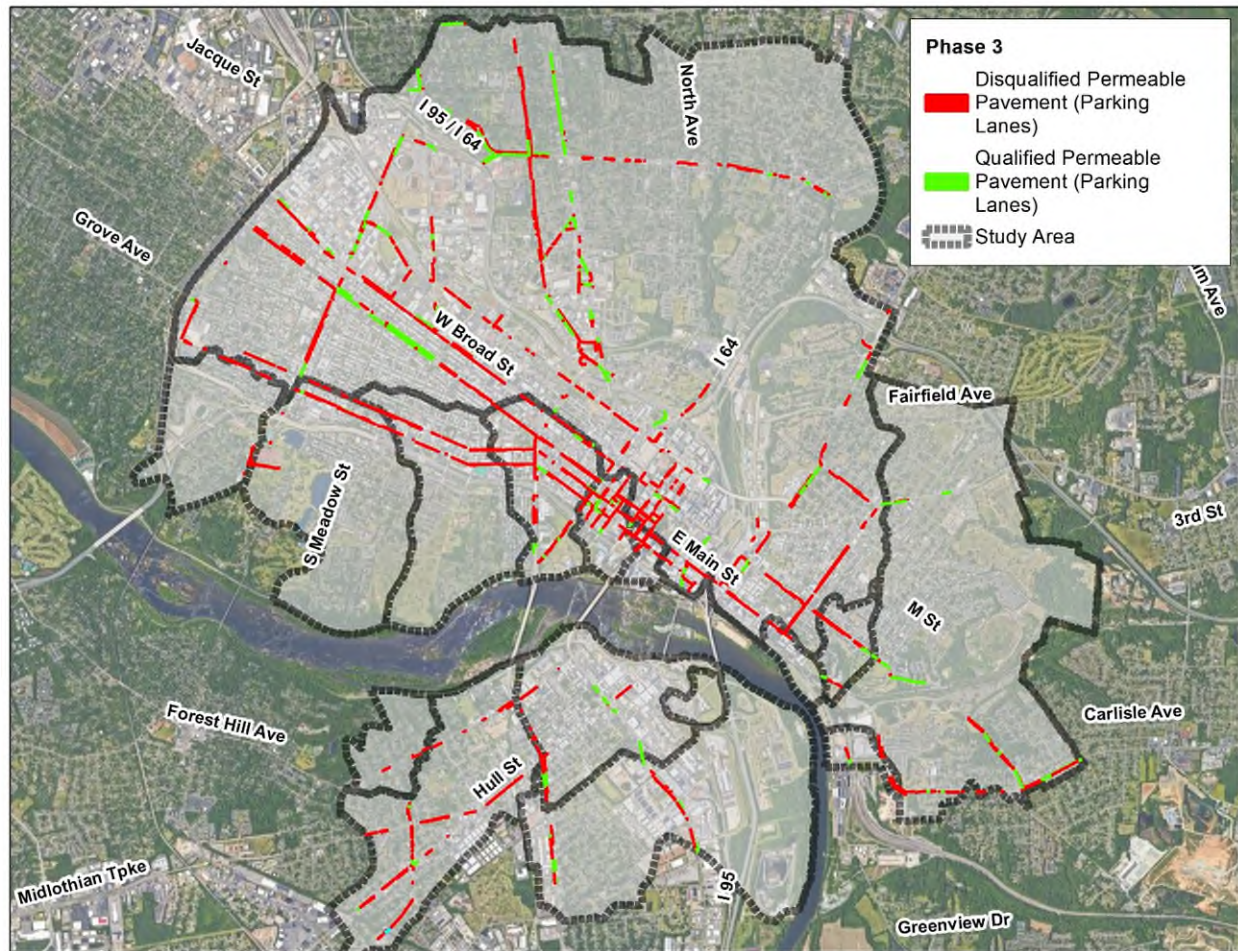 Phase 3
Disqualified Permeable
Pavement (Parking
Lanes)
Qualified Permeable
Pavement (Parking
Lanes)
Study Area
Jacque St
I 95 / I 64
North Ave
Grove Ave
W Broad St
I 64
Fairfield Ave
S Meadow St
3rd St
E Main St
M St
Forest Hill Ave
Carlisle Ave
Hull St
Midlothian Tpke
I 95
Greenview Dr
Ave